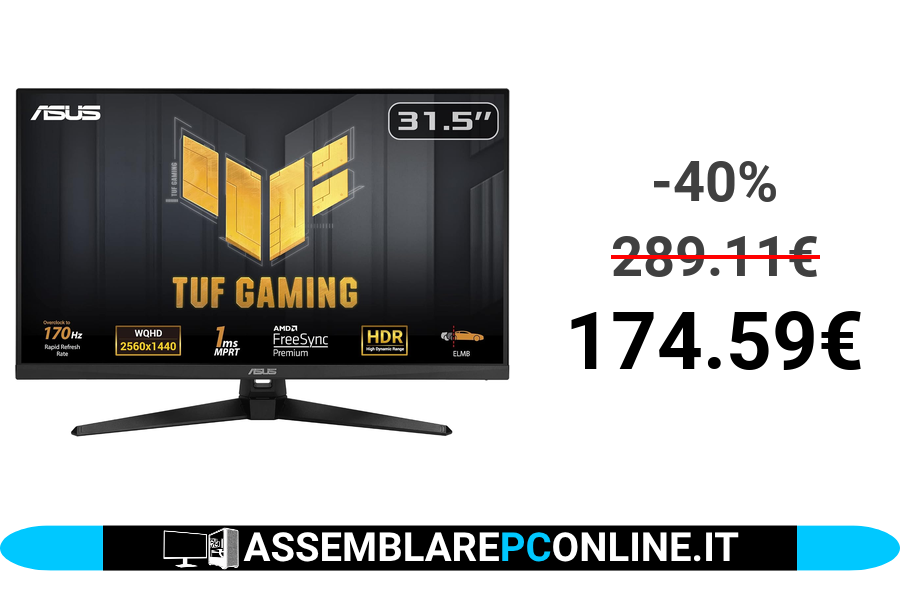 ASUS
31.5"
TUF GAMING
TUF GAMING
Overclock to
170Hz
Rapid Refresh
Rate
WQHD
2560x1440
1ms
MPRT
AMD
FreeSync
Premium
HDR
High Dynamic Range
ELMB
ASUS
-40%
289.11€
174.59€
ASSEMBLAREPCONLINE.IT